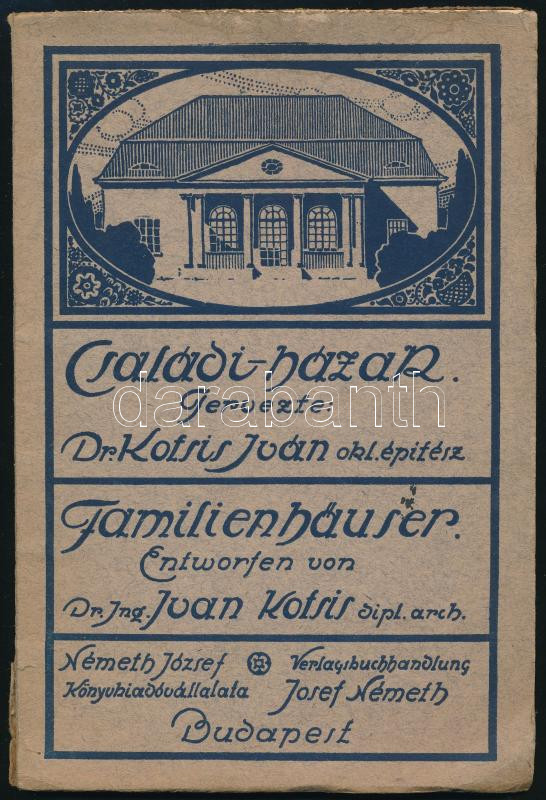 Családi-házak.
Tervezte:
Dr. Kotsis Iván okl. építész
Familienhäuser.
Entworfen von
Dr. Ing. Ivan Kotsis dipl. arch.
Németh József
Könyvkiadóvállalata
Verlagsbuchhandlung
Josef Németh
Budapest
darabanth